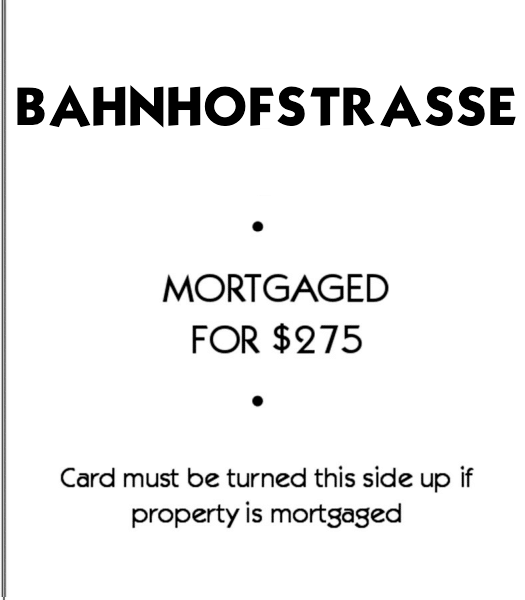 BAHNHOFSTRASSE
MORTGAGED
FOR $275
Card must be turned this side up if
property is mortgaged